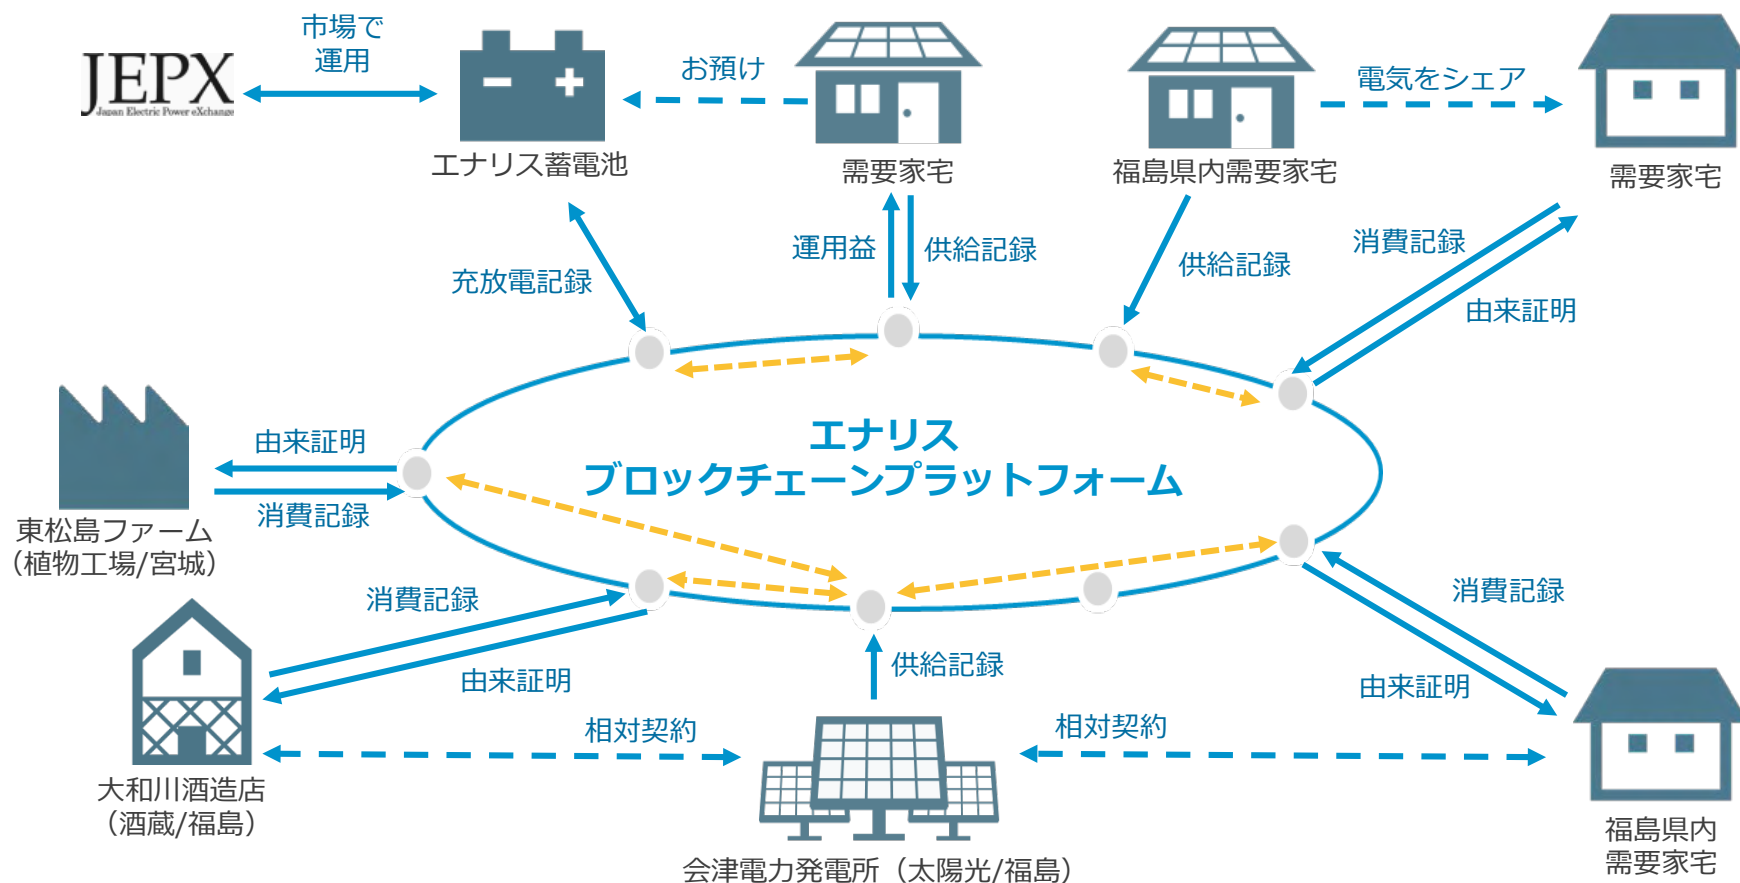 市場で
運用
JEPX
Japan Electric Power eXchange
お預け
電気をシェア
エナリス蓄電池
需要家宅
福島県内需要家宅
需要家宅
充放電記録
運用益
供給記録
供給記録
消費記録
由来証明
エナリス
ブロックチェーンプラットフォーム
由来証明
消費記録
東松島ファーム
（植物工場/宮城）
消費記録
由来証明
供給記録
消費記録
由来証明
相対契約
相対契約
大和川酒造店
（酒蔵/福島）
会津電力発電所（太陽光/福島）
福島県内
需要家宅